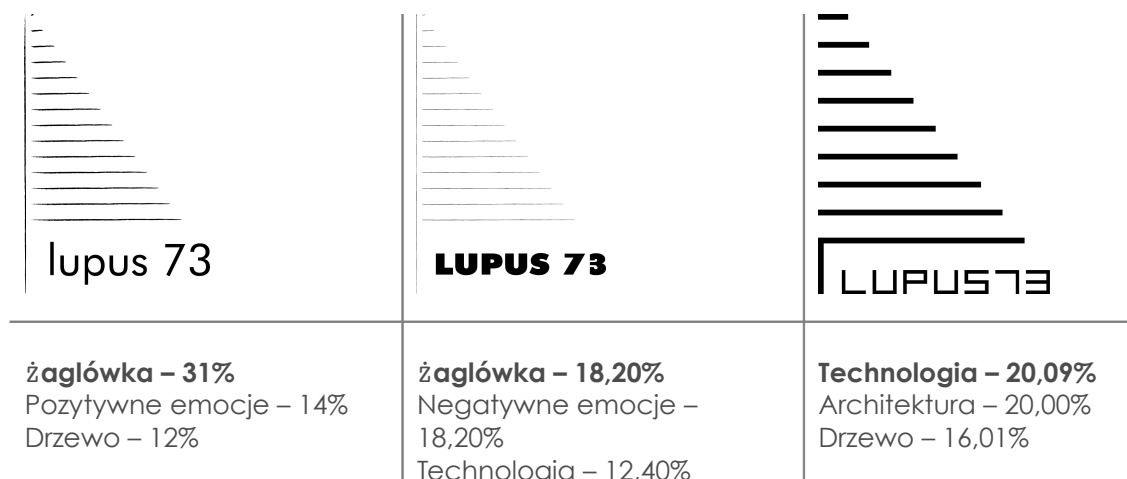 lupus 73
LUPUS 73
LUPUS73
żaglówka – 31%
Pozytywne emocje – 14%
Drzewo – 12%
żaglówka – 18,20%
Negatywne emocje –
18,20%
Technologia – 12,40%
Technologia – 20,09%
Architektura – 20,00%
Drzewo – 16,01%